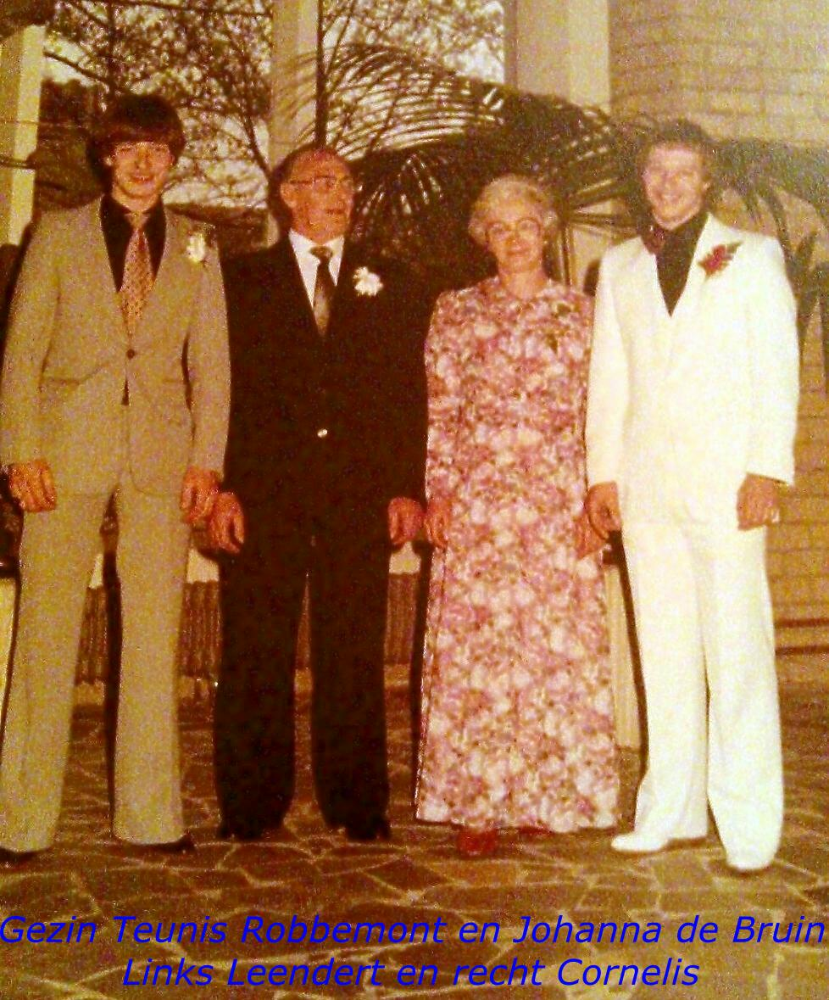 Gezin Teunis Robbemont en Johanna de Bruin
Links Leendert en recht Cornelis